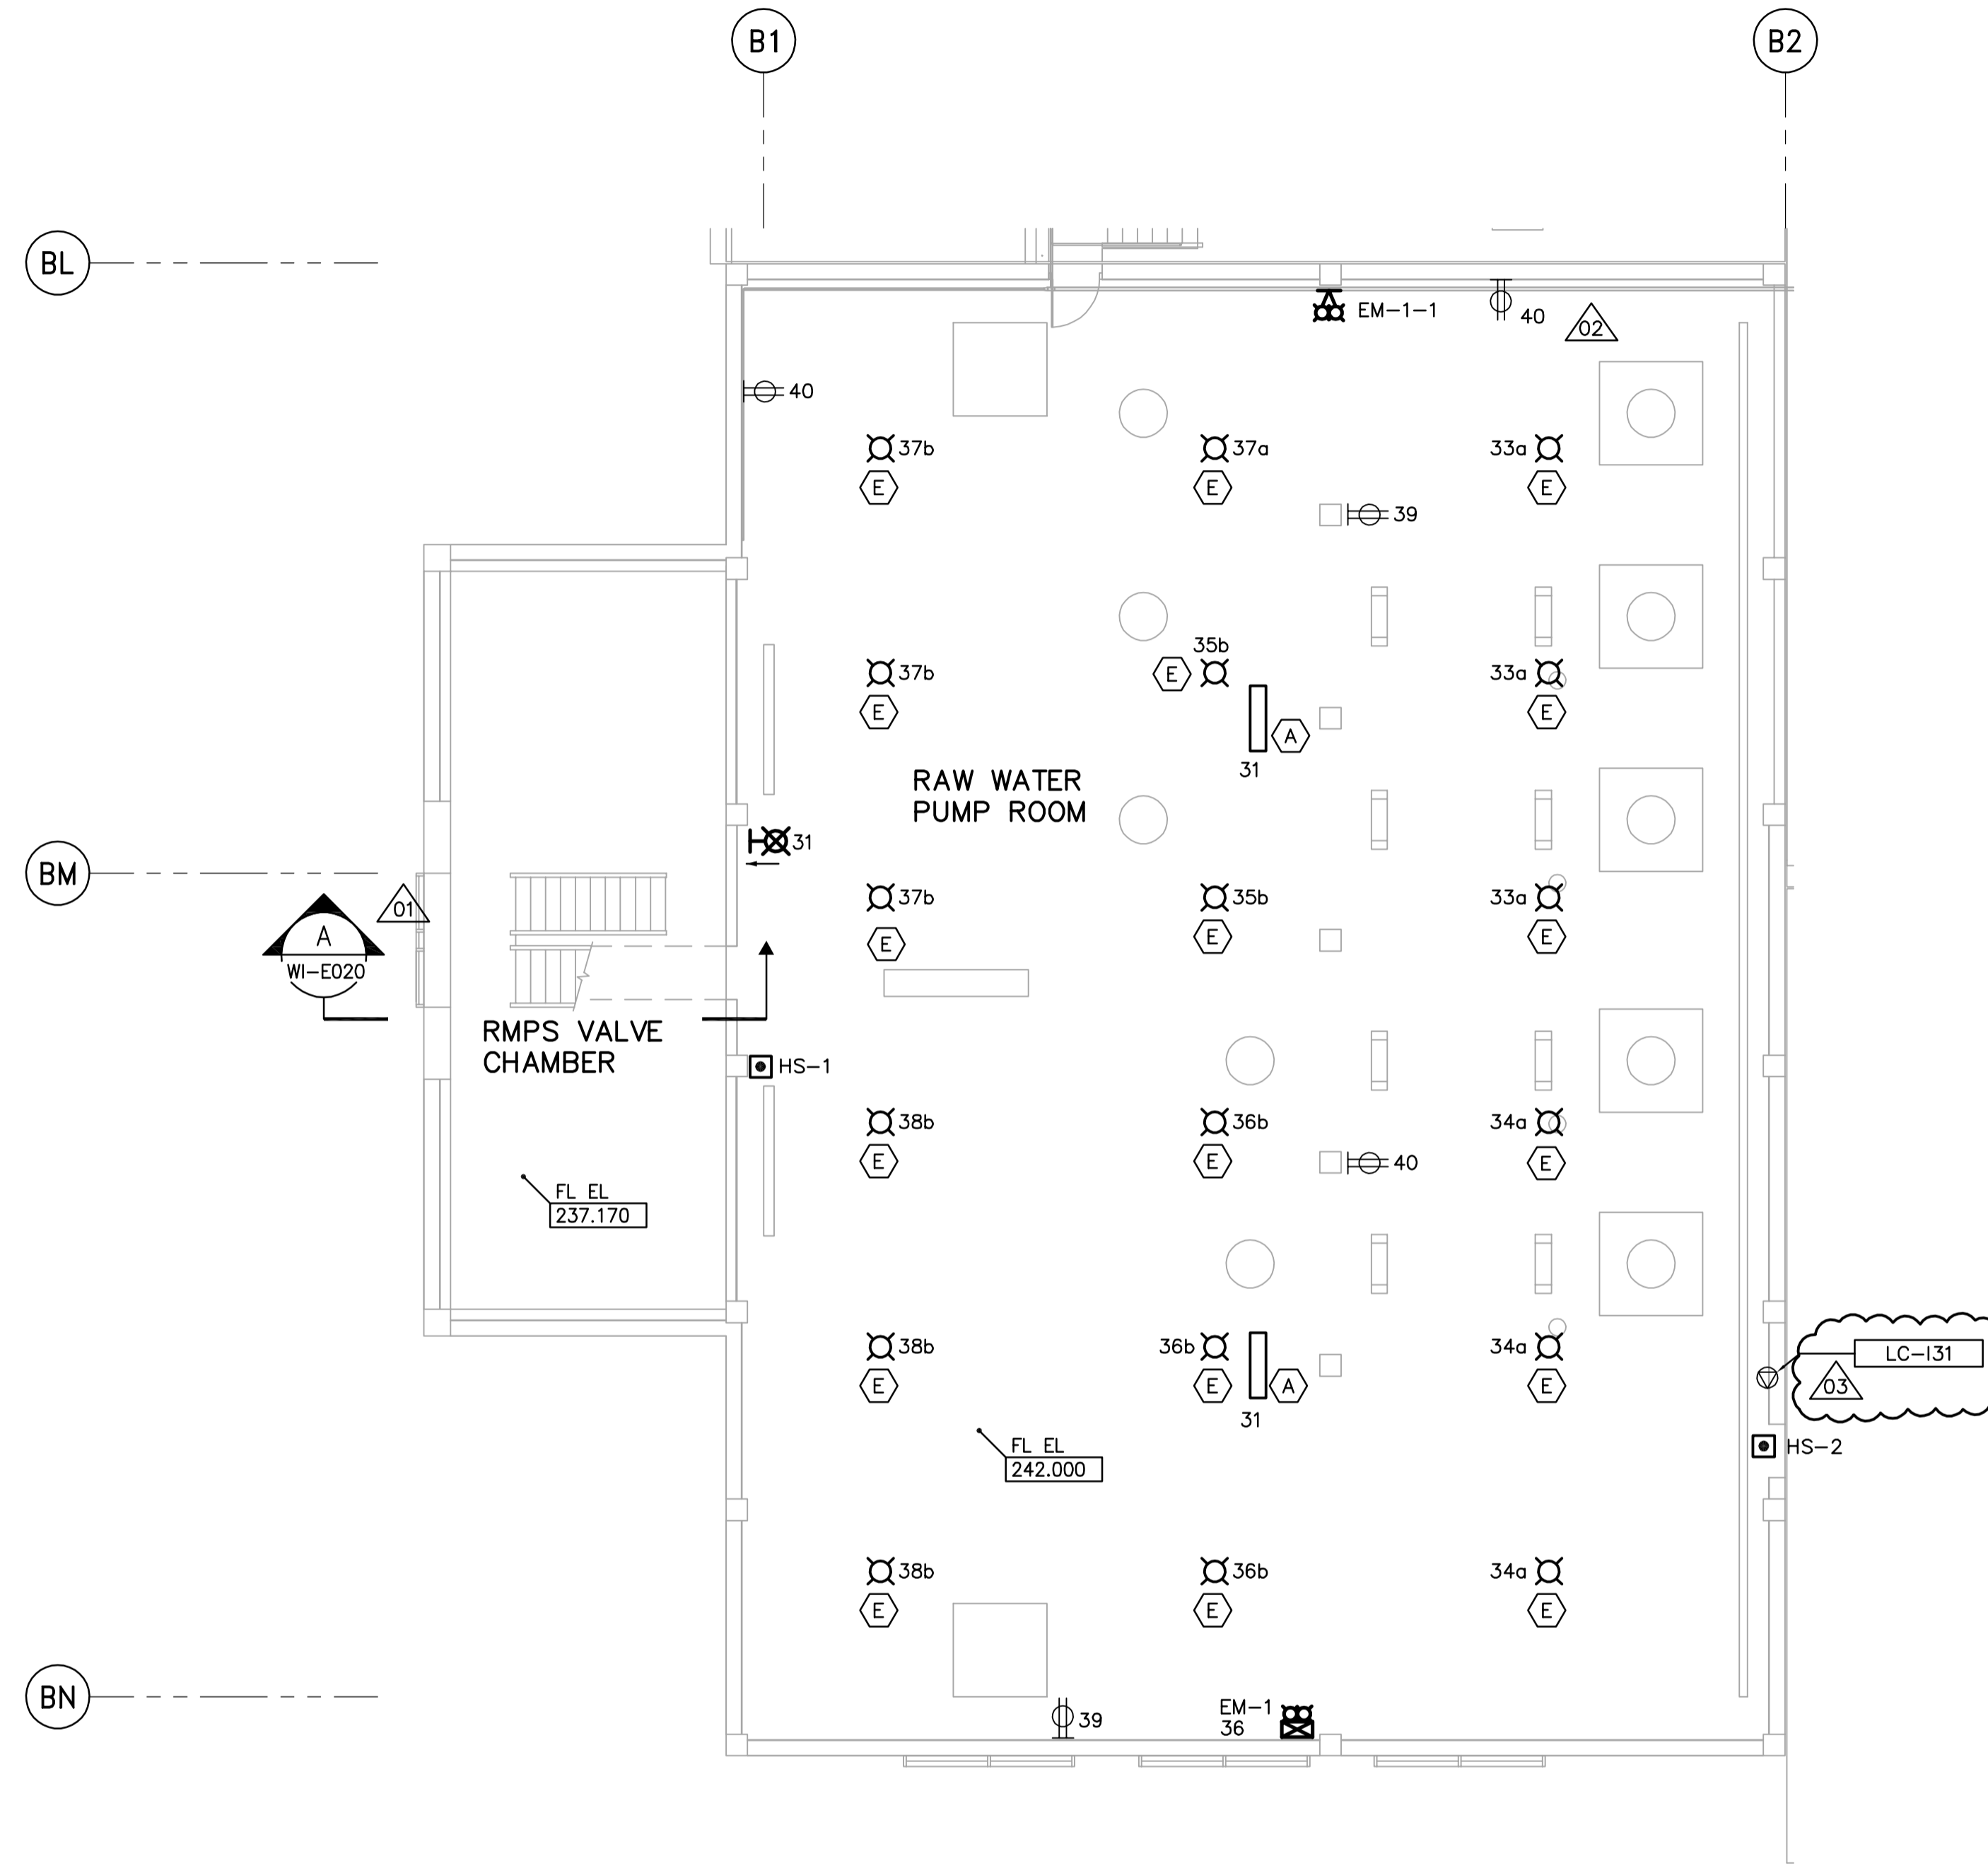 B1
B2
BL
EM-1-1
40
02
40
37b
37a
33a
E
E
E
39
35b
37b
E
33a
E
E
A
31
RAW WATER
PUMP ROOM
31
BM
37b
35b
33a
01
A
E
E
E
WI-E020
RMPS VALVE
CHAMBER
HS-1
38b
36b
34a
E
E
40
E
FL EL
237.170
38b
36b
34a
LC-I31
E
E
A
E
03
31
FL EL
242.000
HS-2
38b
36b
34a
E
E
E
BN
EM-1
39
36